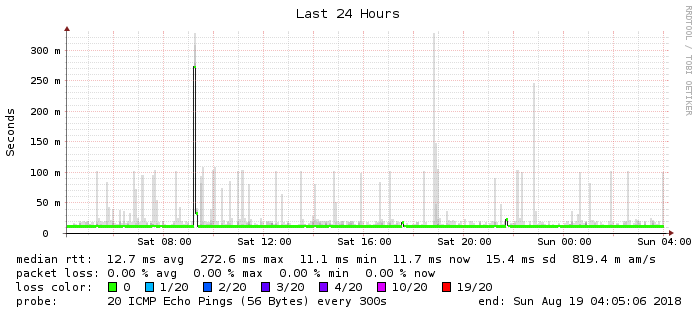 Last 24 Hours
RRDTOOL / TOBI OETIKER
Seconds
300 m
250 m
200 m
150 m
100 m
50 m
0
Sat 08:00 Sat 12:00 Sat 16:00 Sat 20:00 Sun 00:00 Sun 04:00
median rtt: 12.7 ms avg 272.6 ms max 11.1 ms min 11.7 ms now 15.4 ms sd 819.4 m am/s
packet loss: 0.00 % avg 0.00 % max 0.00 % min 0.00 % now
loss color: 0 1/20 2/20 3/20 4/20 10/20 19/20
probe: 20 ICMP Echo Pings (56 Bytes) every 300s end: Sun Aug 19 04:05:06 2018